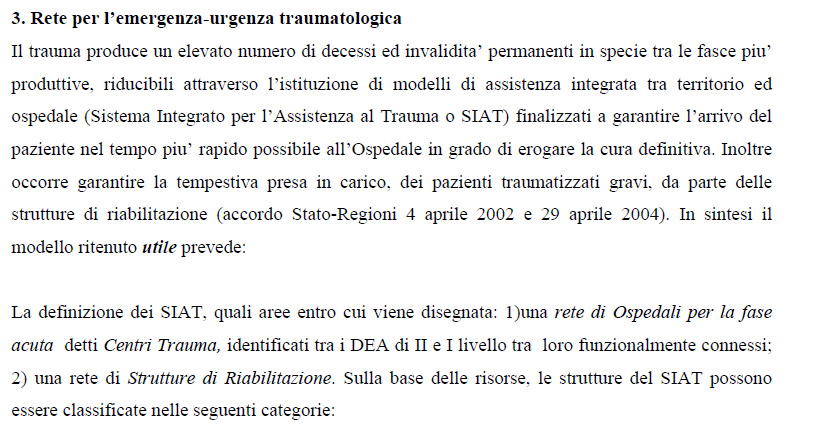 3. Rete per l’emergenza-urgenza traumatologica
Il trauma produce un elevato numero di decessi ed invalidita’ permanenti in specie tra le fasce piu’
produttive, riducibili attraverso l’istituzione di modelli di assistenza integrata tra territorio ed
ospedale (Sistema Integrato per l’Assistenza al Trauma o SIAT) finalizzati a garantire l’arrivo del
paziente nel tempo piu’ rapido possibile all’Ospedale in grado di erogare la cura definitiva. Inoltre
occorre garantire la tempestiva presa in carico, dei pazienti traumatizzati gravi, da parte delle
strutture di riabilitazione (accordo Stato-Regioni 4 aprile 2002 e 29 aprile 2004). In sintesi il
modello ritenuto utile prevede:
La definizione dei SIAT, quali aree entro cui viene disegnata: 1)una rete di Ospedali per la fase
acuta detti Centri Trauma, identificati tra i DEA di II e I livello tra loro funzionalmente connessi;
2) una rete di Strutture di Riabilitazione. Sulla base delle risorse, le strutture del SIAT possono
essere classificate nelle seguenti categorie: